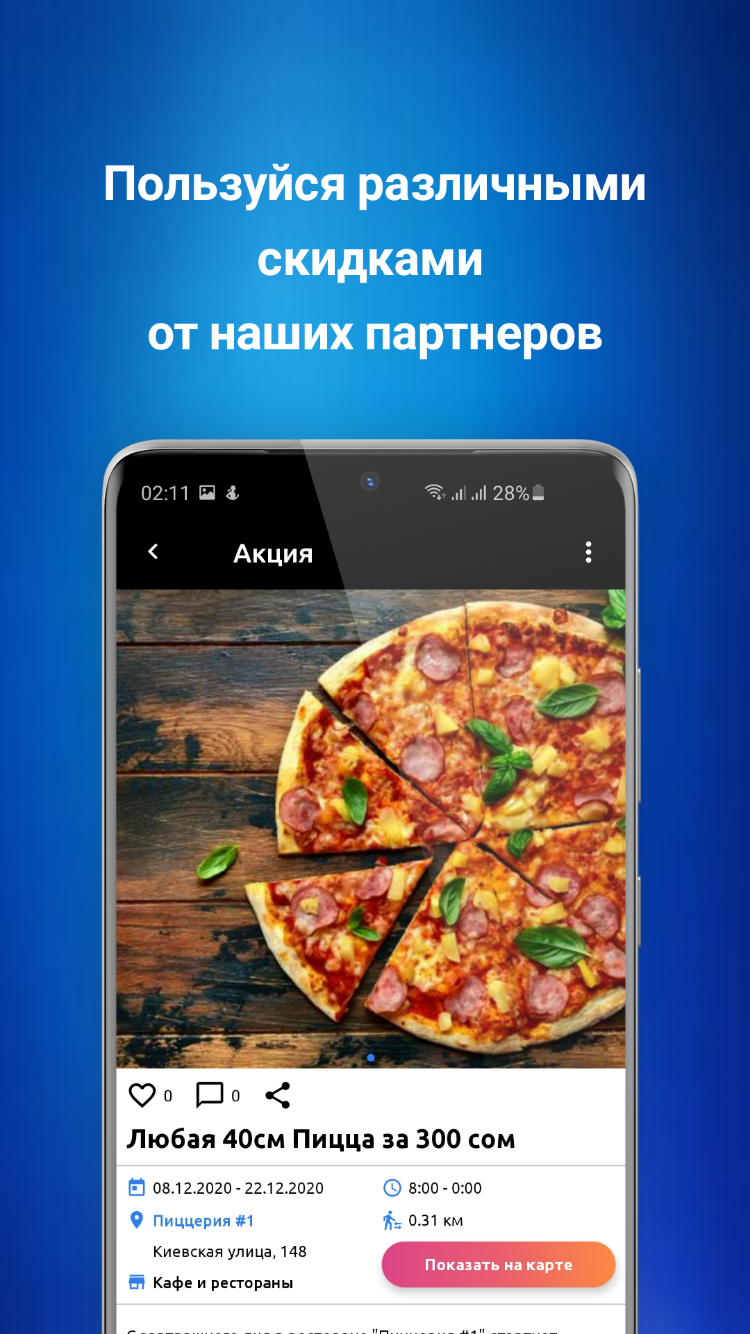 Пользуйся различными
скидками
от наших партнеров
02:11 28%
Акция
0 0
Любая 40см Пицца за 300 сом
08.12.2020 - 22.12.2020 8:00 - 0:00
Пиццерия #1 0.31 км
Киевская улица, 148
Показать на карте
Кафе и рестораны